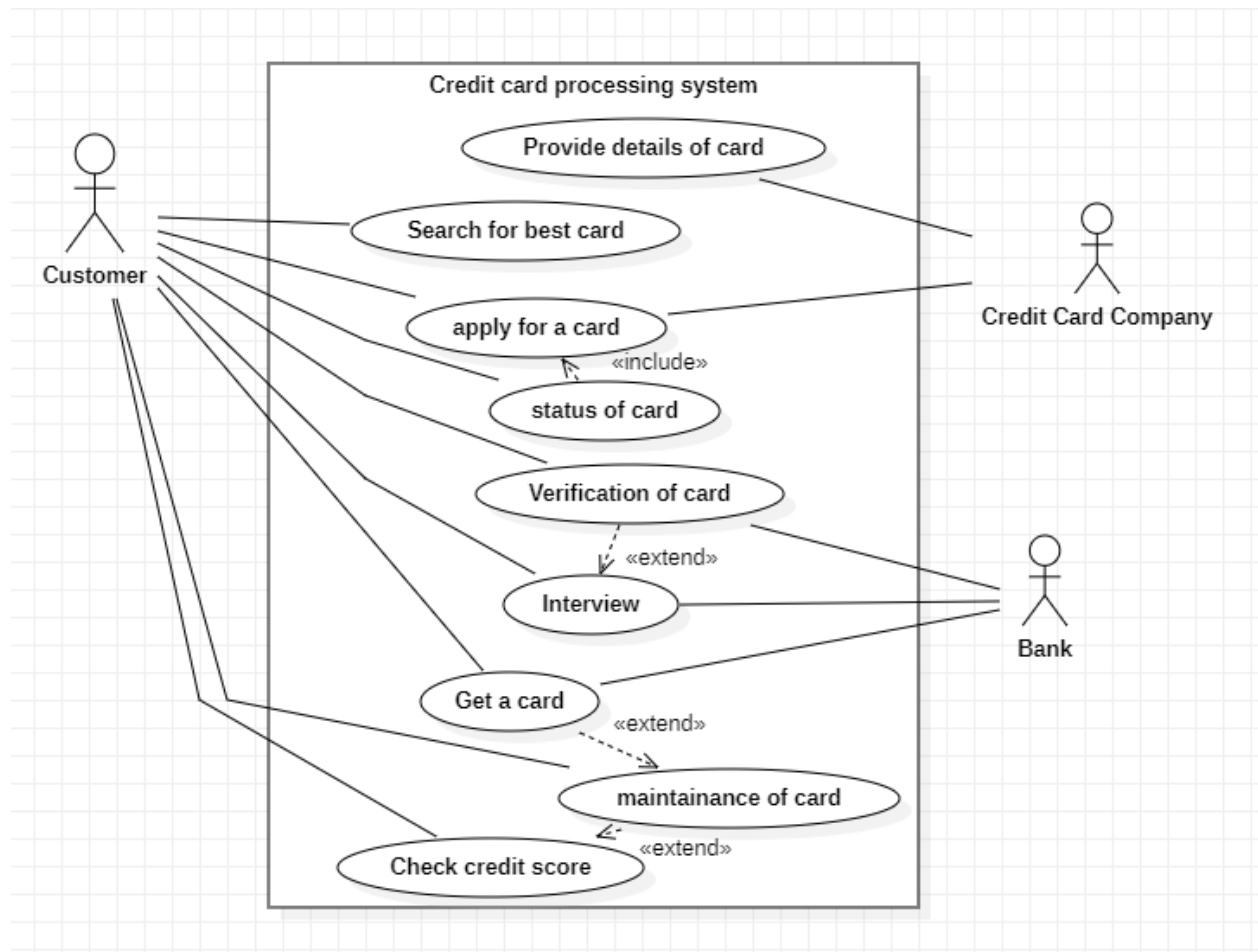 Credit card processing system
Provide details of card
Search for best card
Customer
Credit Card Company
apply for a card
«include»
status of card
Verification of card
«extend»
Interview
Bank
Get a card
«extend»
maintainance of card
«extend»
Check credit score